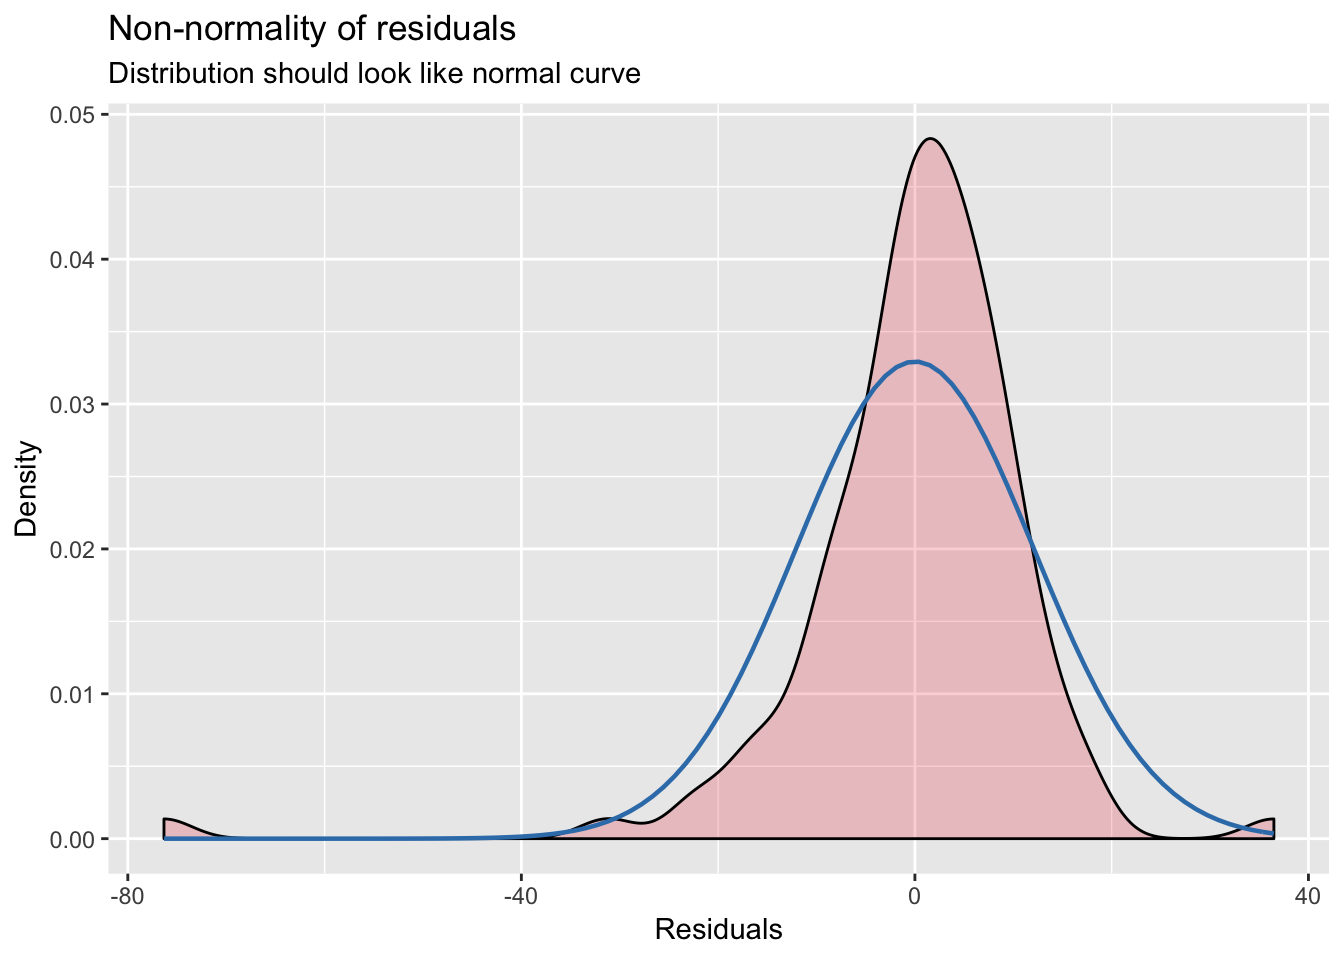 Non-normality of residuals
Distribution should look like normal curve
0.05
0.04
0.03
0.02
0.01
0.00
Density
-80
-40
0
40
Residuals